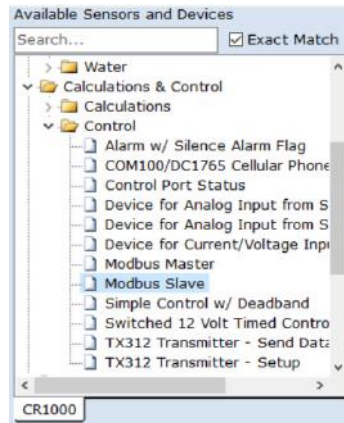 Available Sensors and Devices
Search...
Exact Match
Water
Calculations & Control
Calculations
Control
Alarm w/ Silence Alarm Flag
COM100/DC1765 Cellular Phone
Control Port Status
Device for Analog Input from S
Device for Analog Input from S
Device for Current/Voltage Inpu
Modbus Master
Modbus Slave
Simple Control w/ Deadband
Switched 12 Volt Timed Contro
TX312 Transmitter - Send Data
TX312 Transmitter - Setup
CR1000